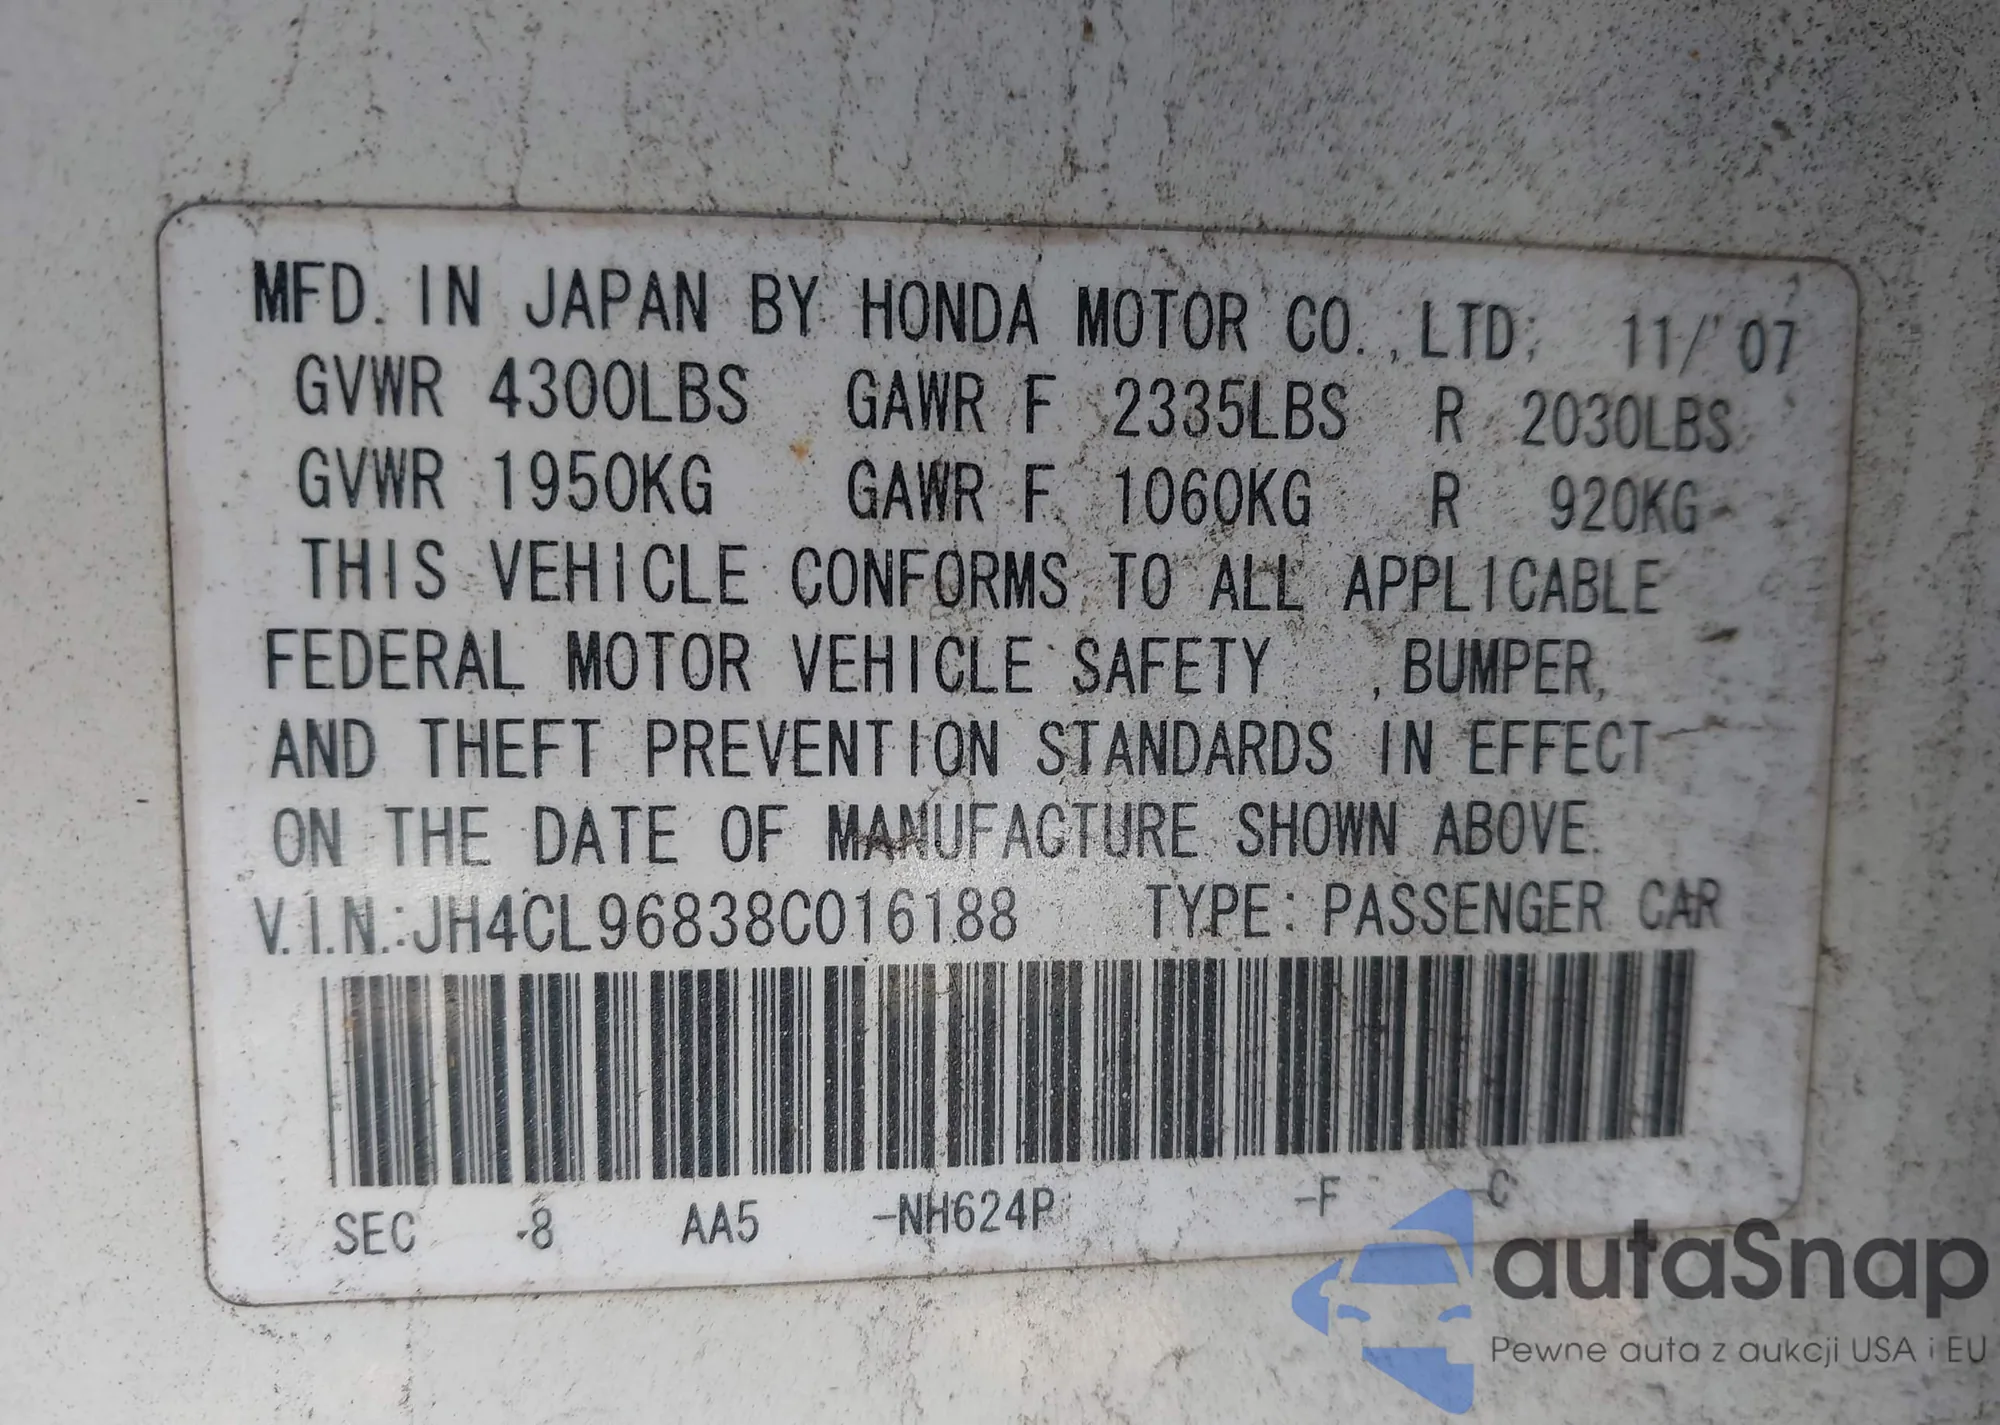 MFD. IN JAPAN BY HONDA MOTOR CO.,LTD; 11/'07
GVWR 4300LBS GAWR F 2335LBS R 2030LBS
GVWR 1950KG GAWR F 1060KG R 920KG
THIS VEHICLE CONFORMS TO ALL APPLICABLE
FEDERAL MOTOR VEHICLE SAFETY ,BUMPER,
AND THEFT PREVENTION STANDARDS IN EFFECT
ON THE DATE OF MANUFACTURE SHOWN ABOVE.
V.I.N.:JH4CL96838C016188 TYPE: PASSENGER CAR
SEC -8 AA5 -NH624P -F -C
autaSnap
Pewne auta z aukcji USA i EU